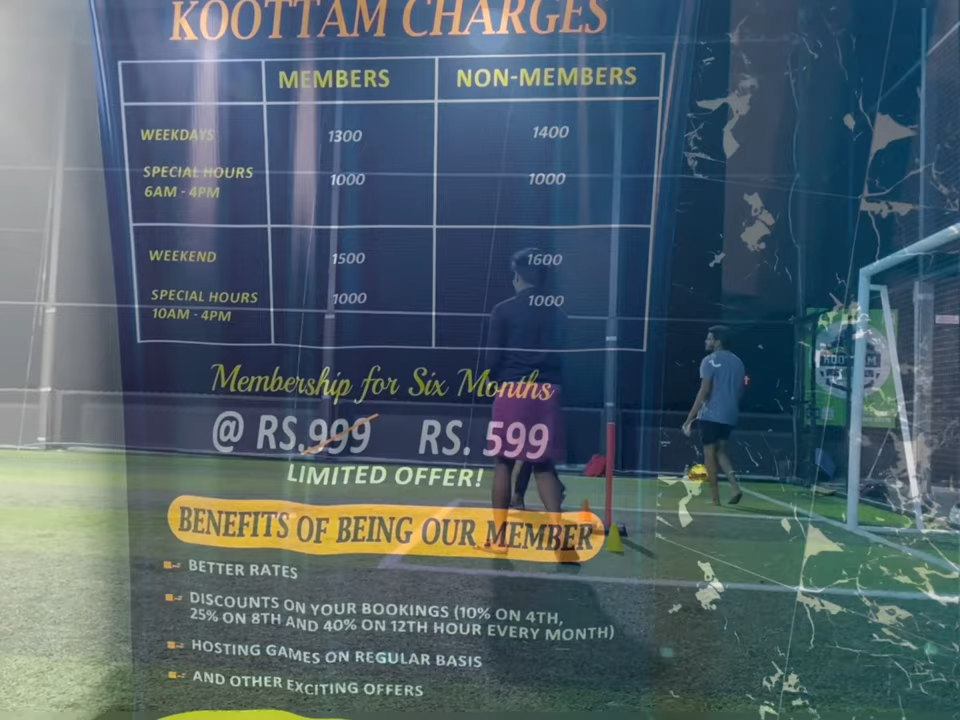 KOOTTAM CHARGES
MEMBERS NON-MEMBERS
WEEKDAYS 1300 1400
SPECIAL HOURS 1000 1000
6AM - 4PM
WEEKEND 1500 1600
SPECIAL HOURS 1000 1000
10AM - 4PM
Membership for Six Months
@ RS.999 RS. 599
LIMITED OFFER!
BENEFITS OF BEING OUR MEMBER
BETTER RATES
DISCOUNTS ON YOUR BOOKINGS (10% ON 4TH,
25% ON 8TH AND 40% ON 12TH HOUR EVERY MONTH)
HOSTING GAMES ON REGULAR BASIS
AND OTHER EXCITING OFFERS